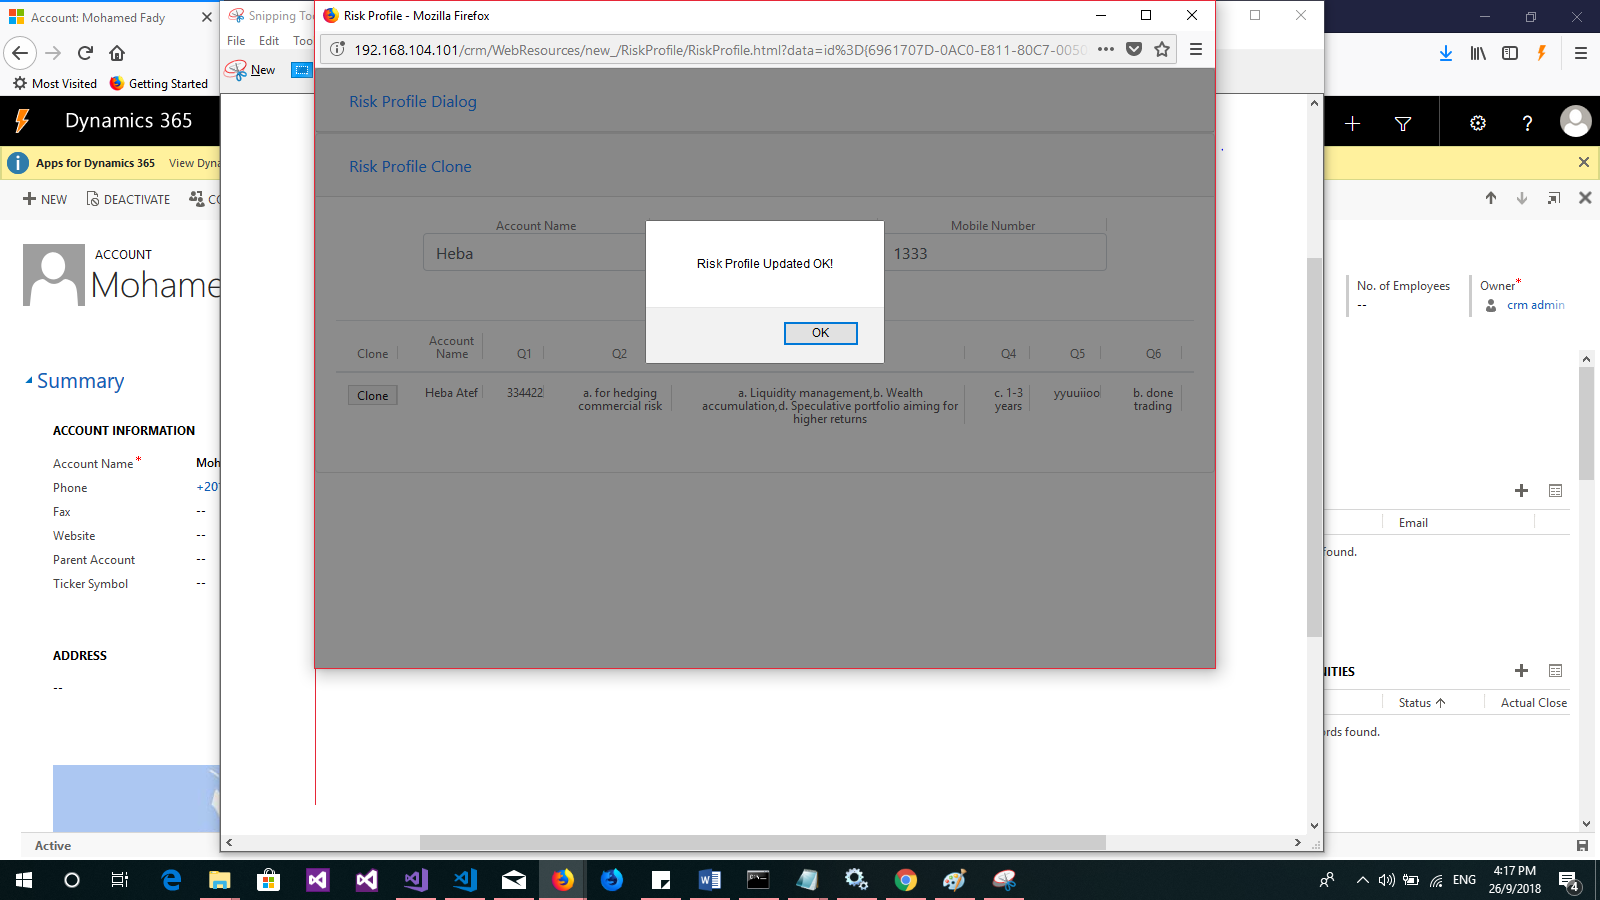 Account: Mohamed Fady
Most Visited
Getting Started
Dynamics 365
Apps for Dynamics 365
View Dyna
NEW
DEACTIVATE
CO
ACCOUNT
Mohame
Summary
ACCOUNT INFORMATION
Account Name*
Moh
Phone
+20
Fax
--
Website
--
Parent Account
--
Ticker Symbol
--
ADDRESS
--
Active
Snipping Too
File
Edit
Too
New
Risk Profile - Mozilla Firefox
192.168.104.101/crm/WebResources/new_/RiskProfile/RiskProfile.html?data=id%3D{6961707D-0AC0-E811-80C7-0050
Risk Profile Dialog
Risk Profile Clone
Account Name
Mobile Number
Heba
1333
Risk Profile Updated OK!
OK
Clone
Account
Name
Q1
Q2
Q4
Q5
Q6
Clone
Heba Atef
334422
a. for hedging
commercial risk
a. Liquidity management,b. Wealth
accumulation,d. Speculative portfolio aiming for
higher returns
c. 1-3
years
yyuuiioo
b. done
trading
No. of Employees
--
Owner*
crm admin
Email
found.
NITIES
Status
Actual Close
rds found.
ENG
4:17 PM
26/9/2018
4